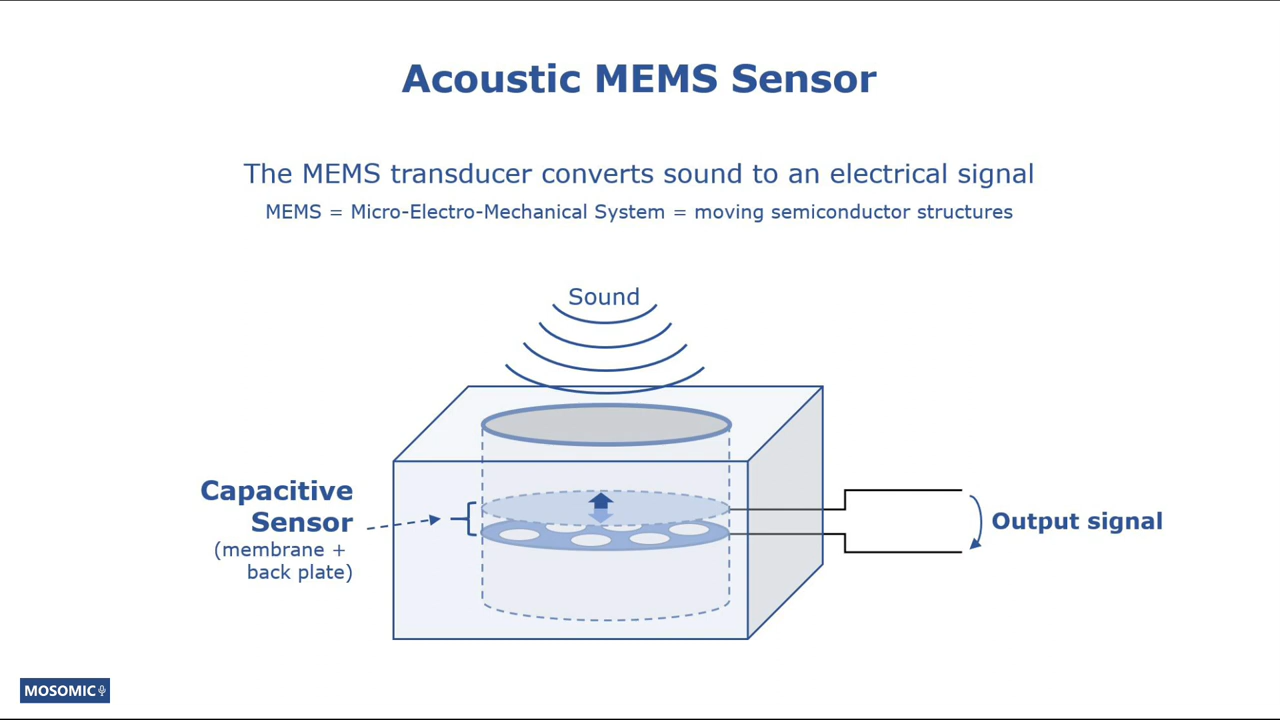 Acoustic MEMS Sensor
The MEMS transducer converts sound to an electrical signal
MEMS = Micro-Electro-Mechanical System = moving semiconductor structures
Sound
Capacitive
Sensor
(membrane +
back plate)
Output signal
MOSOMIC